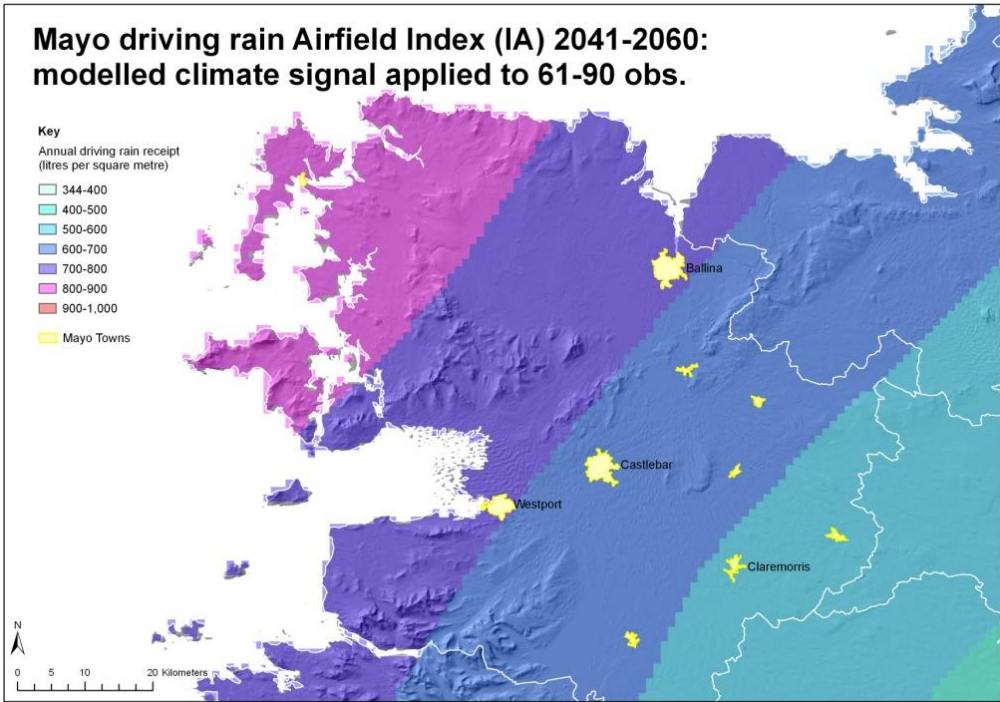 Mayo driving rain Airfield Index (IA) 2041-2060:
modelled climate signal applied to 61-90 obs.
Key
Annual driving rain receipt
(litres per square metre)
344-400
400-500
500-600
600-700
700-800
800-900
900-1,000
Mayo Towns
Ballina
Castlebar
Westport
Claremorris
N
0 5 10 20 Kilometers